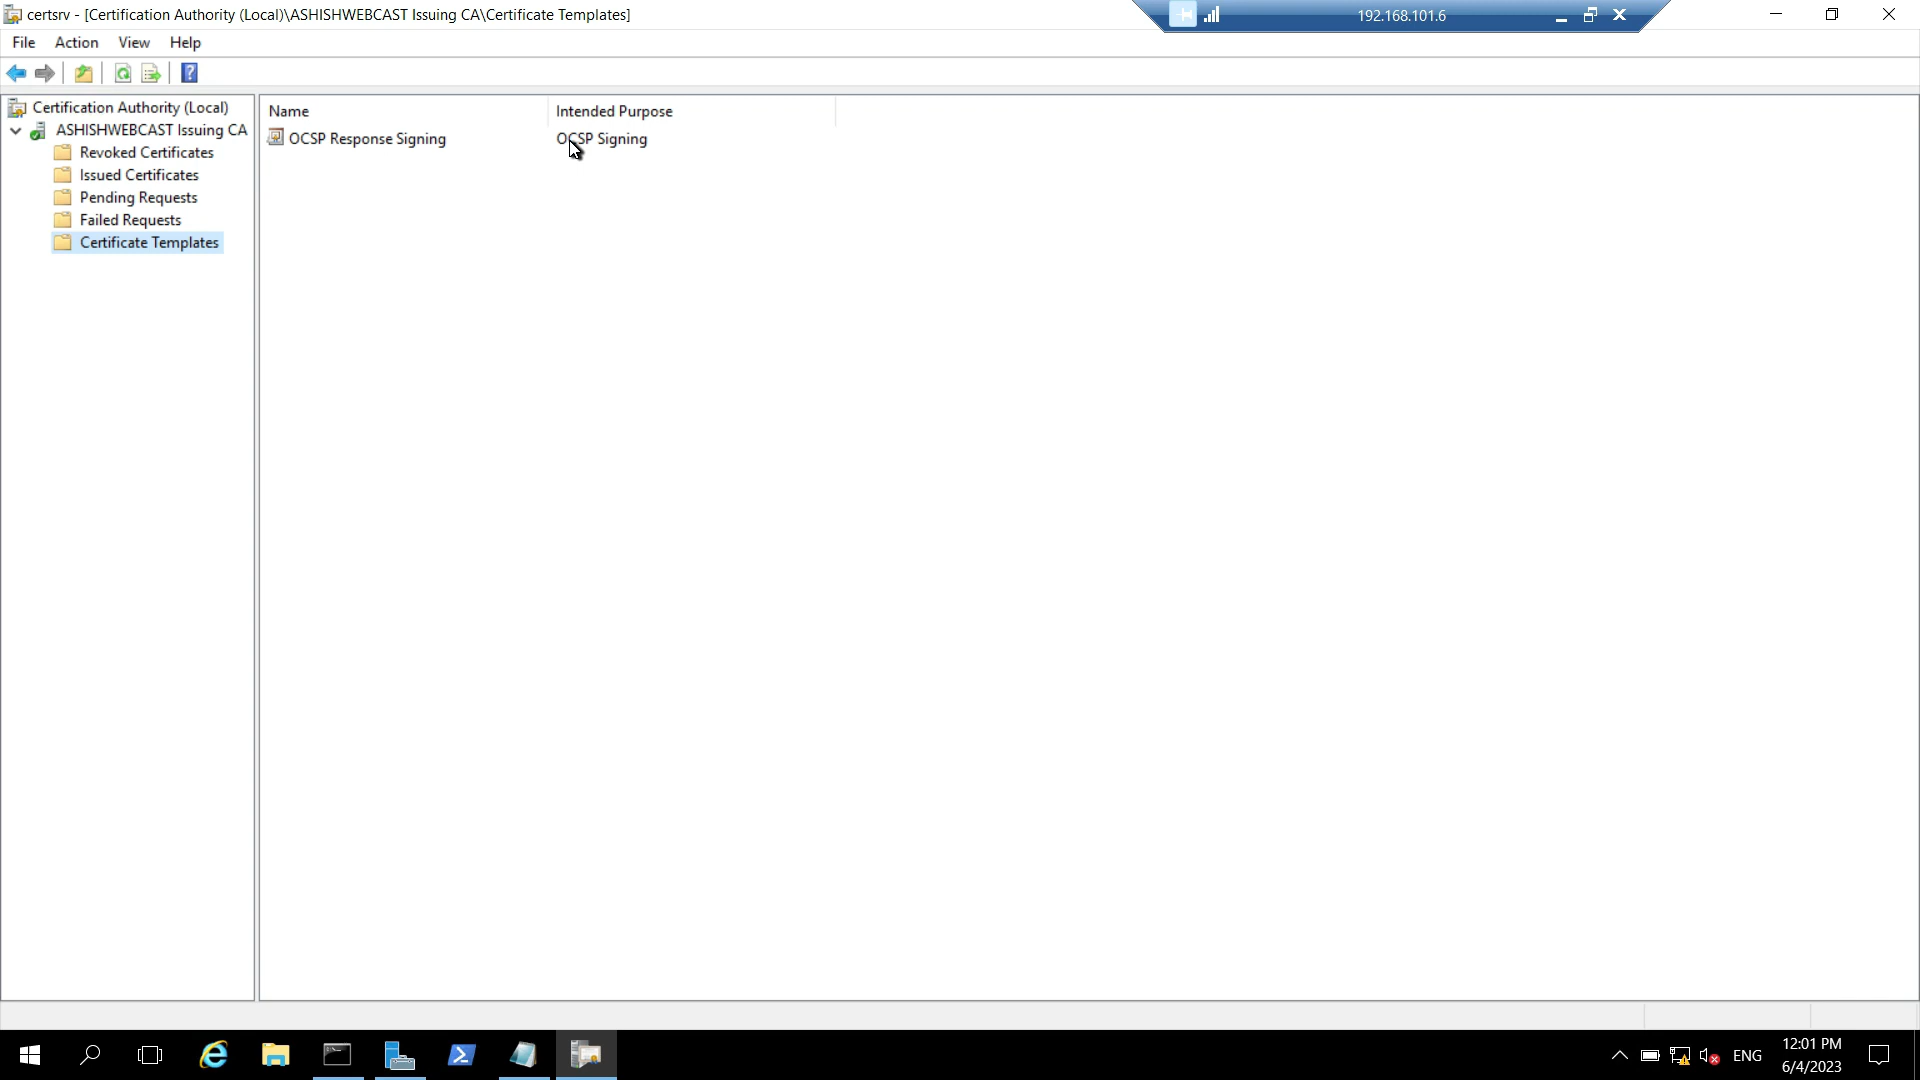 certsrv - [Certification Authority (Local)\ASHISHWEBCAST Issuing CA\Certificate Templates]
192.168.101.6
File Action View Help
Certification Authority (Local)
ASHISHWEBCAST Issuing CA
Revoked Certificates
Issued Certificates
Pending Requests
Failed Requests
Certificate Templates
Name Intended Purpose
OCSP Response Signing OCSP Signing
ENG
12:01 PM
6/4/2023